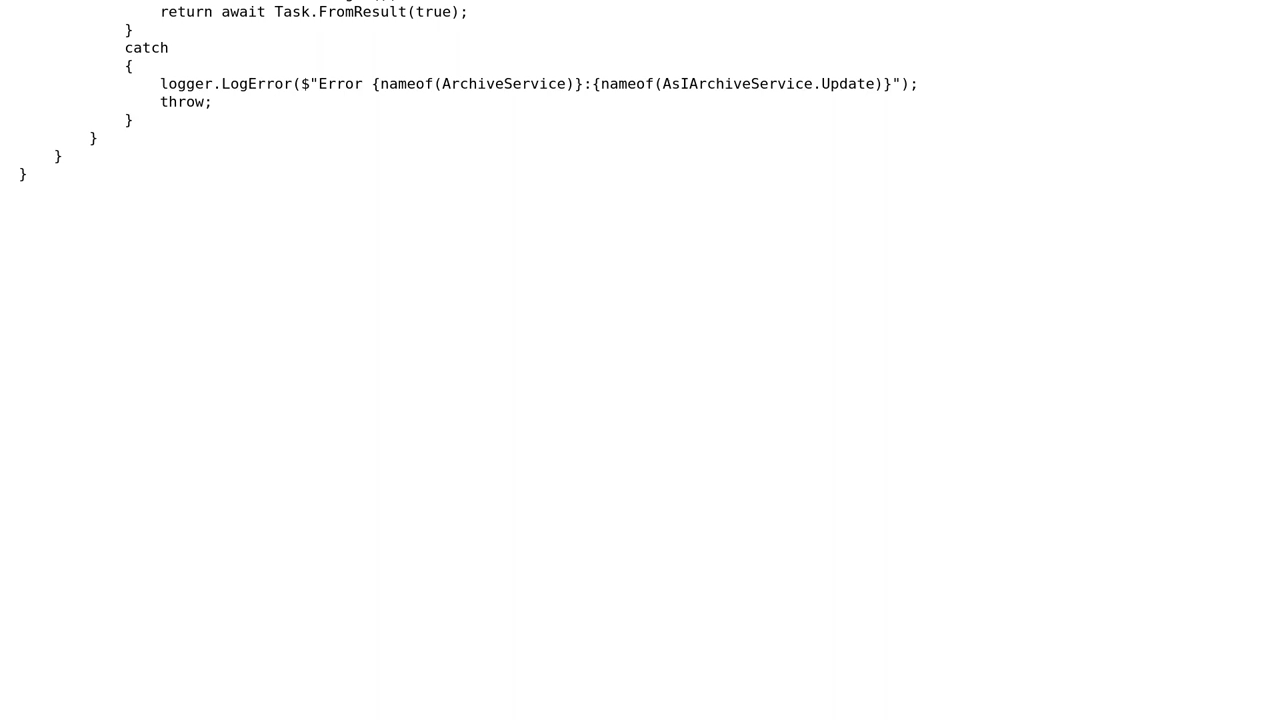 return await Task.FromResult(true);
}
catch
{
logger.LogError($"Error {nameof(ArchiveService)}:{nameof(AsIArchiveService.Update)}");
throw;
}
}
}
}